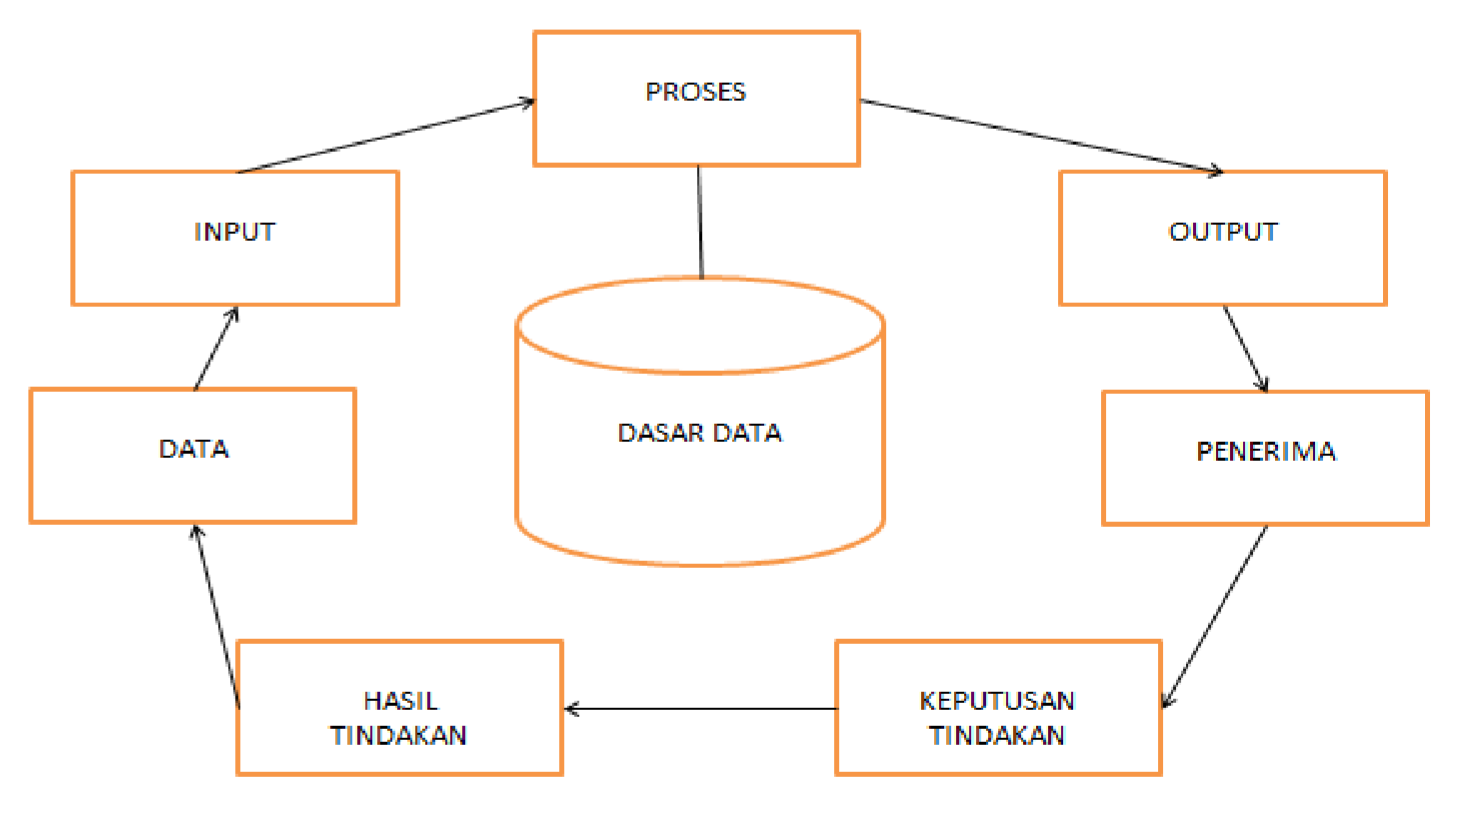 PROSES
INPUT
OUTPUT
DASAR DATA
DATA
PENERIMA
HASIL
TINDAKAN
KEPUTUSAN
TINDAKAN